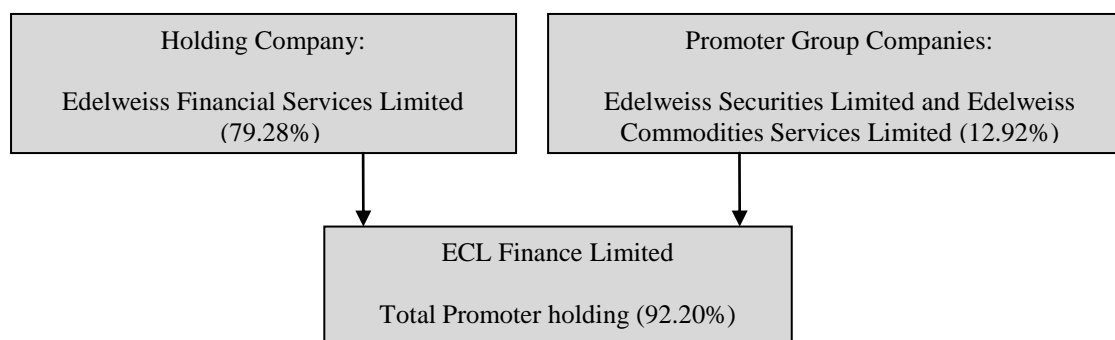 Holding Company:
Edelweiss Financial Services Limited
(79.28%)
Promoter Group Companies:
Edelweiss Securities Limited and Edelweiss
Commodities Services Limited (12.92%)
ECL Finance Limited
Total Promoter holding (92.20%)